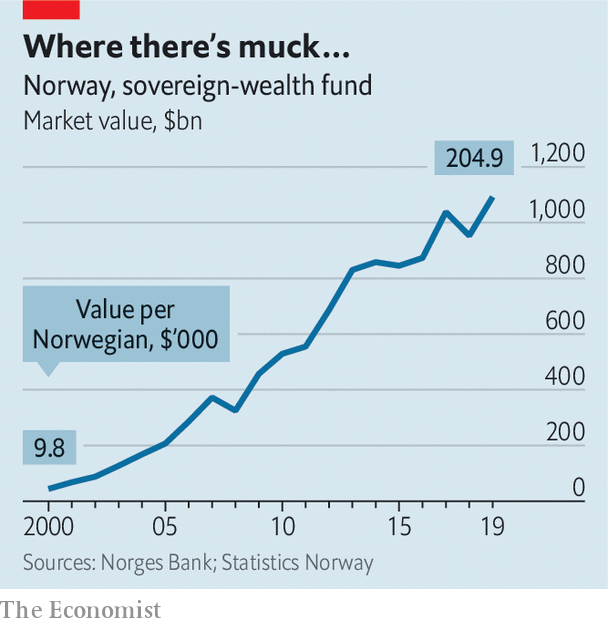 Where there's muck…
Norway, sovereign-wealth fund
Market value, $bn
204.9
1,200
1,000
800
Value per
Norwegian, $'000
600
400
9.8
200
0
2000
05
10
15
19
Sources: Norges Bank; Statistics Norway
The Economist